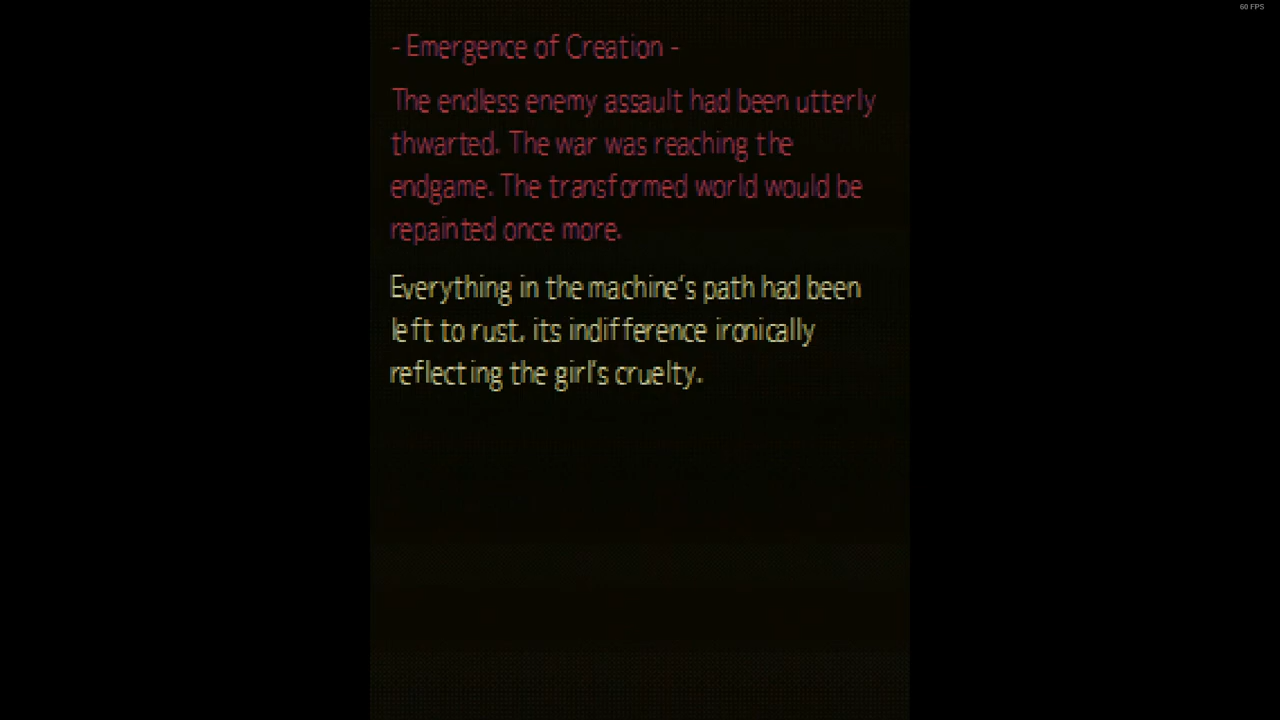 60 FPS
- Emergence of Creation -
The endless enemy assault had been utterly
thwarted. The war was reaching the
endgame. The transformed world would be
repainted once more.
Everything in the machine's path had been
left to rust, its indifference ironically
reflecting the girl's cruelty.